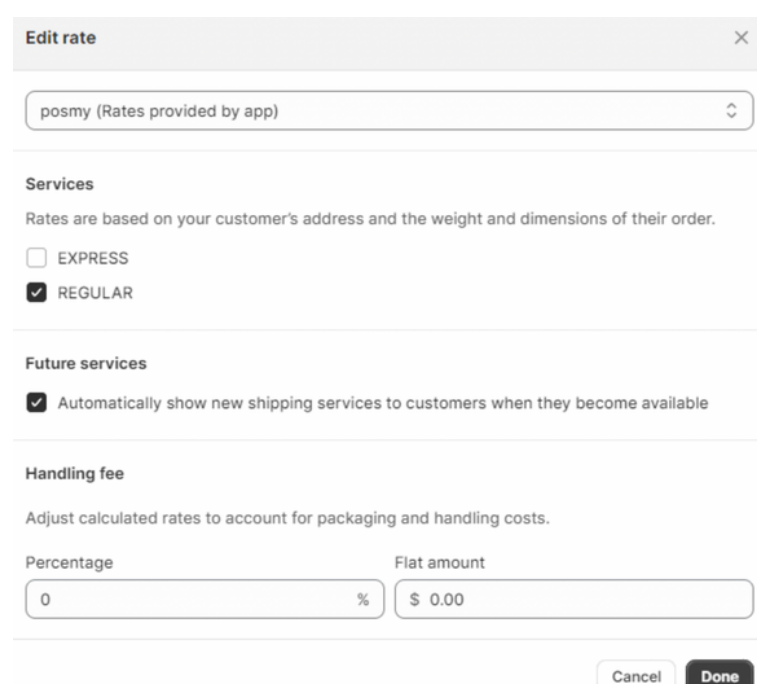 Edit rate
posmy (Rates provided by app)
Services
Rates are based on your customer's address and the weight and dimensions of their order.
EXPRESS
REGULAR
Future services
Automatically show new shipping services to customers when they become available
Handling fee
Adjust calculated rates to account for packaging and handling costs.
Percentage Flat amount
0 % $ 0.00
Cancel Done